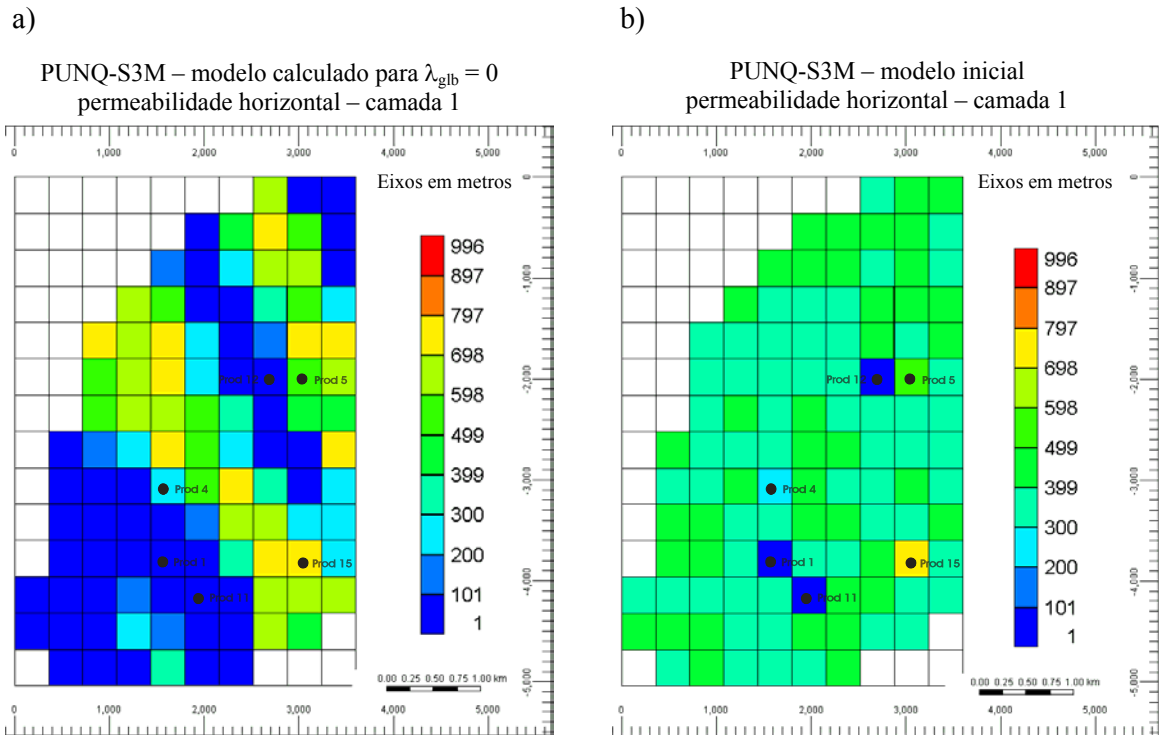 a)
PUNQ-S3M – modelo calculado para λglb = 0
permeabilidade horizontal – camada 1
0 1,000 2,000 3,000 4,000 5,000
Eixos em metros
0
-1,000
-2,000
-3,000
-4,000
-5,000
996
897
797
698
598
499
399
300
200
101
1
Prod 12
Prod 5
Prod 4
Prod 1
Prod 15
Prod 11
0.00 0.25 0.50 0.75 1.00 km
1,000 2,000 3,000 4,000 5,000
b)
PUNQ-S3M – modelo inicial
permeabilidade horizontal – camada 1
0 1,000 2,000 3,000 4,000 5,000
Eixos em metros
0
-1,000
-2,000
-3,000
-4,000
-5,000
996
897
797
698
598
499
399
300
200
101
1
Prod 12
Prod 5
Prod 4
Prod 1
Prod 15
Prod 11
0.00 0.25 0.50 0.75 1.00 km
1,000 2,000 3,000 4,000 5,000